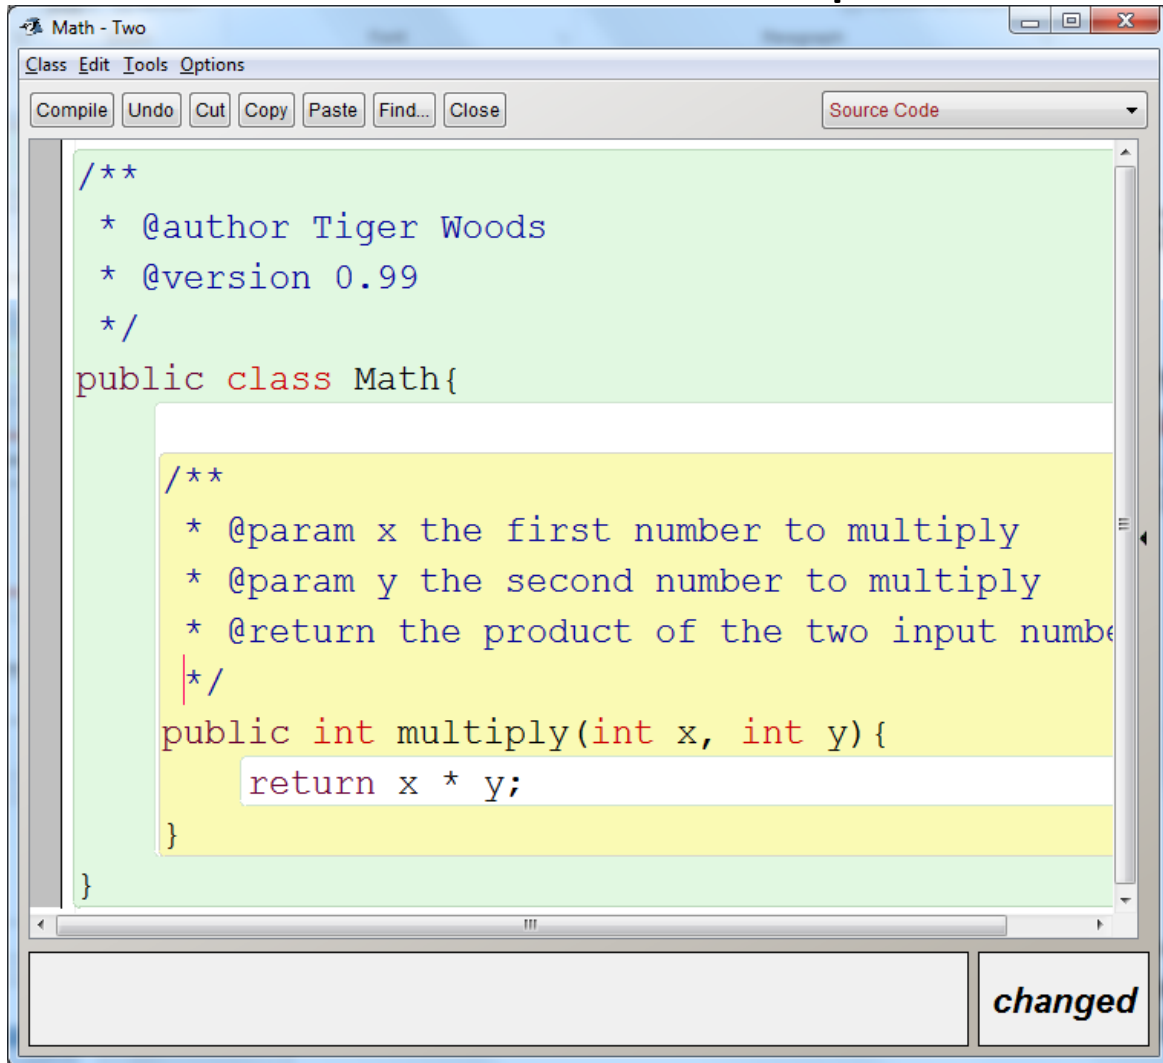 Math - Two
Class Edit Tools Options
Compile Undo Cut Copy Paste Find... Close Source Code
/**
* @author Tiger Woods
* @version 0.99
*/
public class Math{
/**
* @param x the first number to multiply
* @param y the second number to multiply
* @return the product of the two input
*/
public int multiply(int x, int y){
return x * y;
}
}
changed